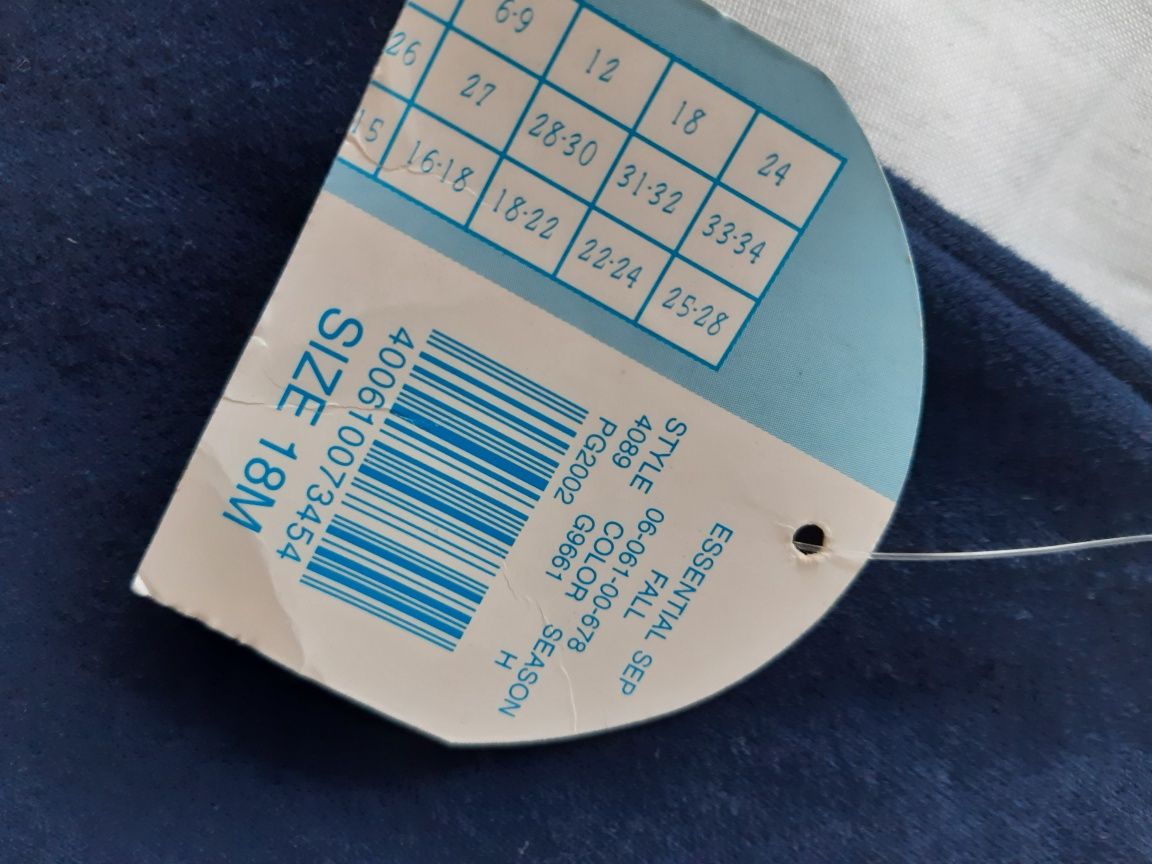 6-9 12 18 24
26 27 28-30 31-32 33-34
15 16-18 18-22 22-24 25-28
ESSENTIAL SEP
FALL
STYLE 06-061-00-678
4089 COLOR SEASON
PG2002 G9661 H
400610073454
SIZE 18M